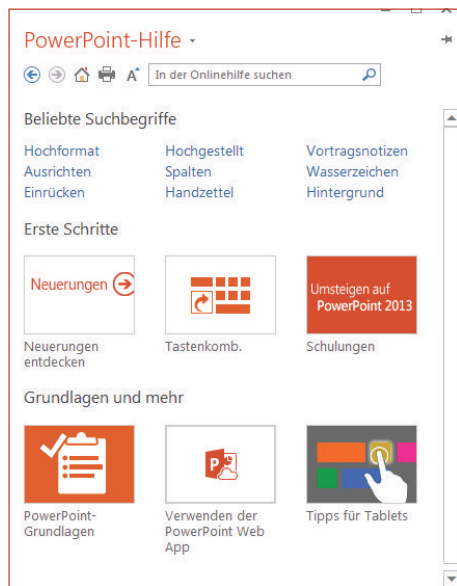 PowerPoint-Hilfe
In der Onlinehilfe suchen
Beliebte Suchbegriffe
Hochformat Hochgestellt Vortragsnotizen
Ausrichten Spalten Wasserzeichen
Einrücken Handzettel Hintergrund
Erste Schritte
Neuerungen
Umsteigen auf
PowerPoint 2013
Neuerungen entdecken
Tastenkomb.
Schulungen
Grundlagen und mehr
PowerPoint-
Grundlagen
Verwenden der
PowerPoint Web
App
Tipps für Tablets